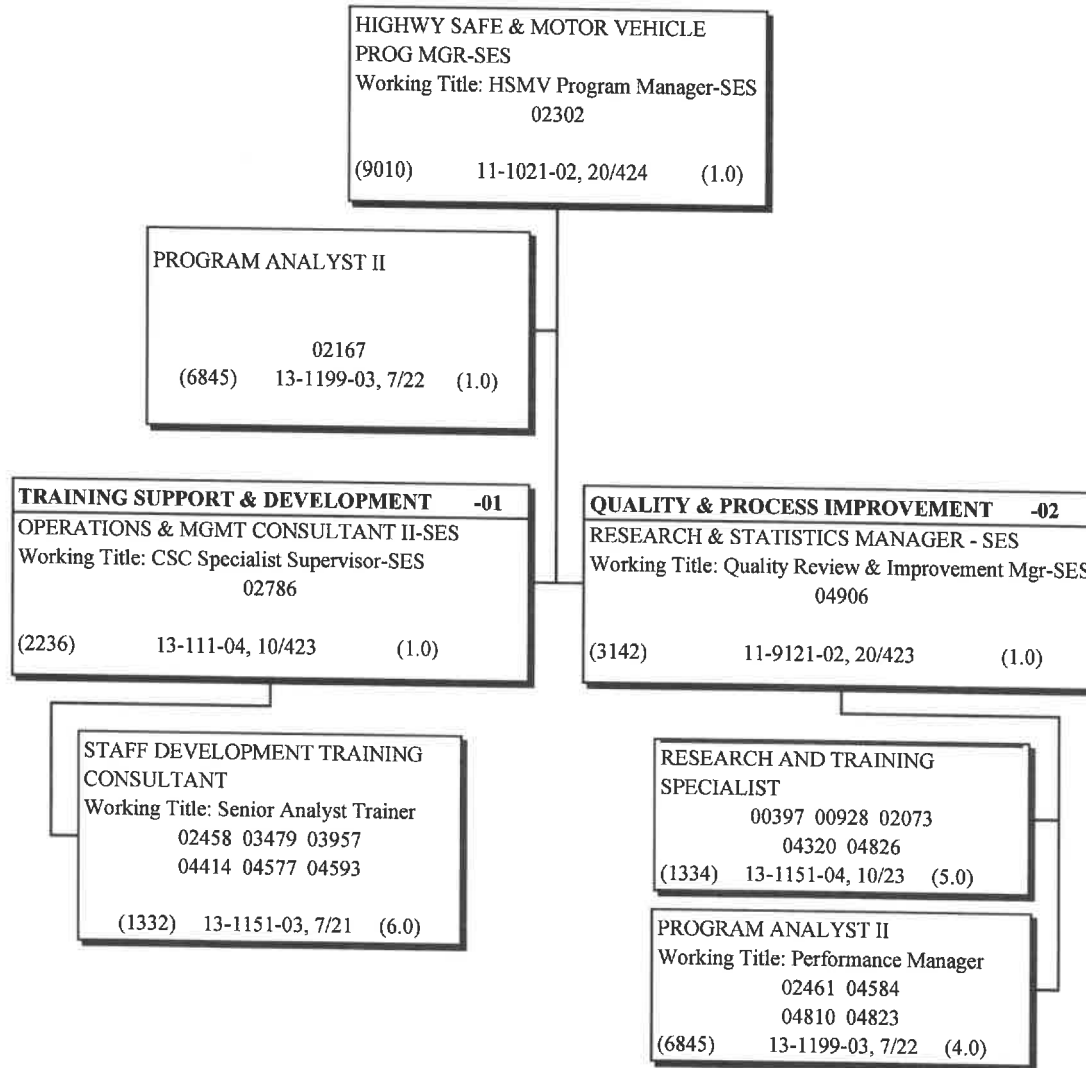 HIGHWY SAFE & MOTOR VEHICLE
PROG MGR-SES
Working Title: HSMV Program Manager-SES
02302
(9010) 11-1021-02, 20/424 (1.0)
PROGRAM ANALYST II
02167
(6845) 13-1199-03, 7/22 (1.0)
TRAINING SUPPORT & DEVELOPMENT -01
OPERATIONS & MGMT CONSULTANT II-SES
Working Title: CSC Specialist Supervisor-SES
02786
(2236) 13-111-04, 10/423 (1.0)
QUALITY & PROCESS IMPROVEMENT -02
RESEARCH & STATISTICS MANAGER - SES
Working Title: Quality Review & Improvement Mgr-SES
04906
(3142) 11-9121-02, 20/423 (1.0)
STAFF DEVELOPMENT TRAINING
CONSULTANT
Working Title: Senior Analyst Trainer
02458 03479 03957
04414 04577 04593
(1332) 13-1151-03, 7/21 (6.0)
RESEARCH AND TRAINING
SPECIALIST
00397 00928 02073
04320 04826
(1334) 13-1151-04, 10/23 (5.0)
PROGRAM ANALYST II
Working Title: Performance Manager
02461 04584
04810 04823
(6845) 13-1199-03, 7/22 (4.0)